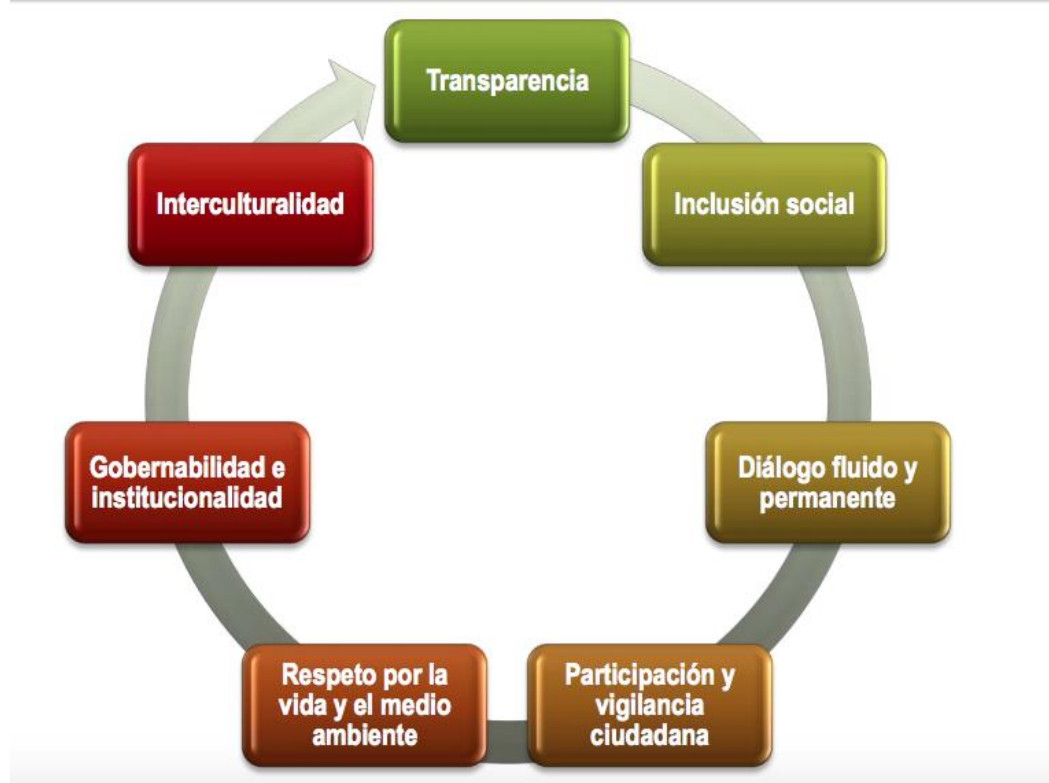 Transparencia
Inclusión social
Diálogo fluido y
permanente
Participación y
vigilancia
ciudadana
Respeto por la
vida y el medio
ambiente
Gobernabilidad e
institucionalidad
Interculturalidad